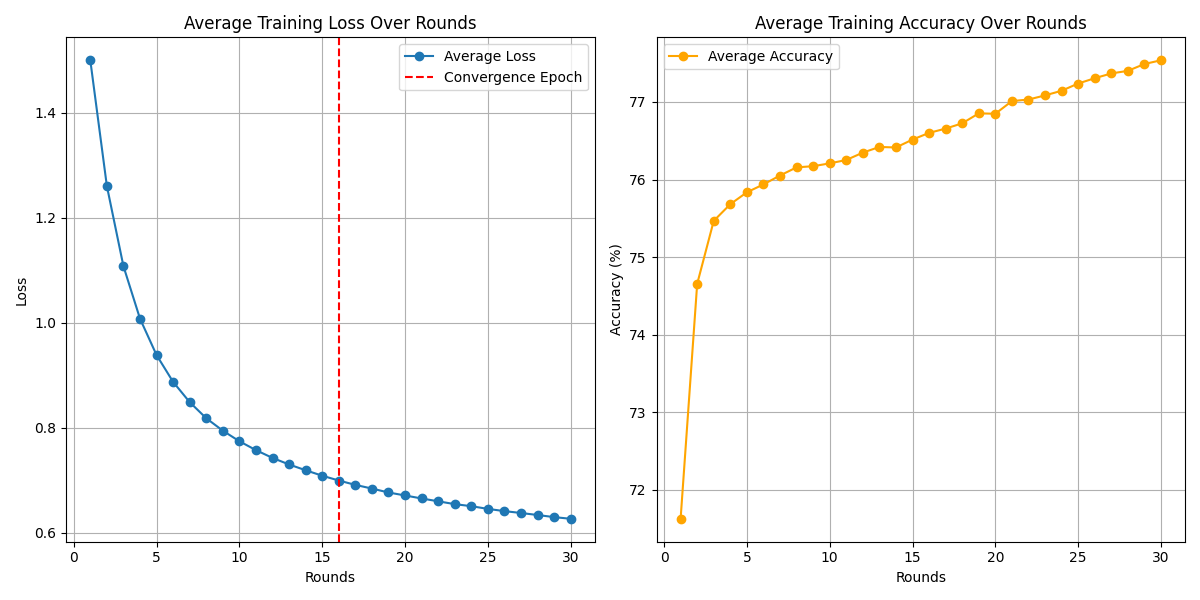 Average Training Loss Over Rounds
Average Loss
Convergence Epoch
1.4
1.2
1.0
0.8
0.6
Loss
0
5
10
15
20
25
30
Rounds
Average Training Accuracy Over Rounds
Average Accuracy
77
76
75
74
73
72
Accuracy (%)
0
5
10
15
20
25
30
Rounds